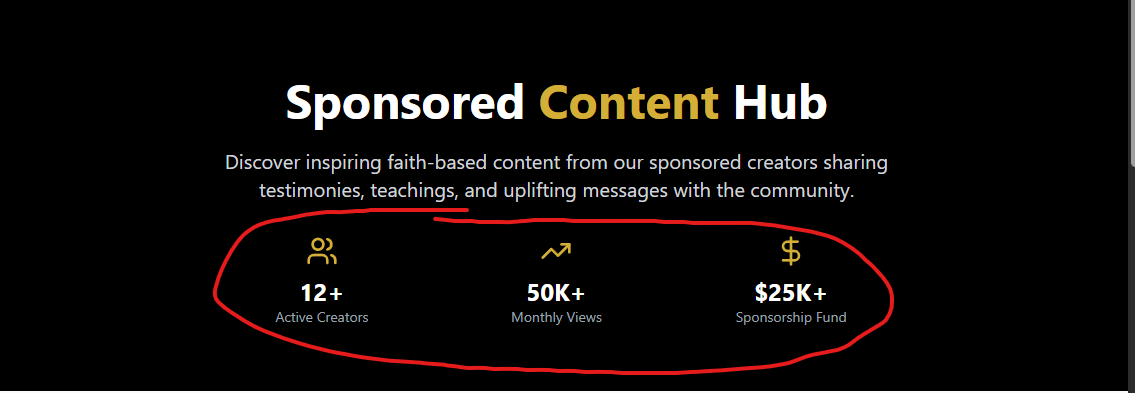 Sponsored Content Hub
Discover inspiring faith-based content from our sponsored creators sharing
testimonies, teachings, and uplifting messages with the community.
12+ 50K+ $25K+
Active Creators Monthly Views Sponsorship Fund